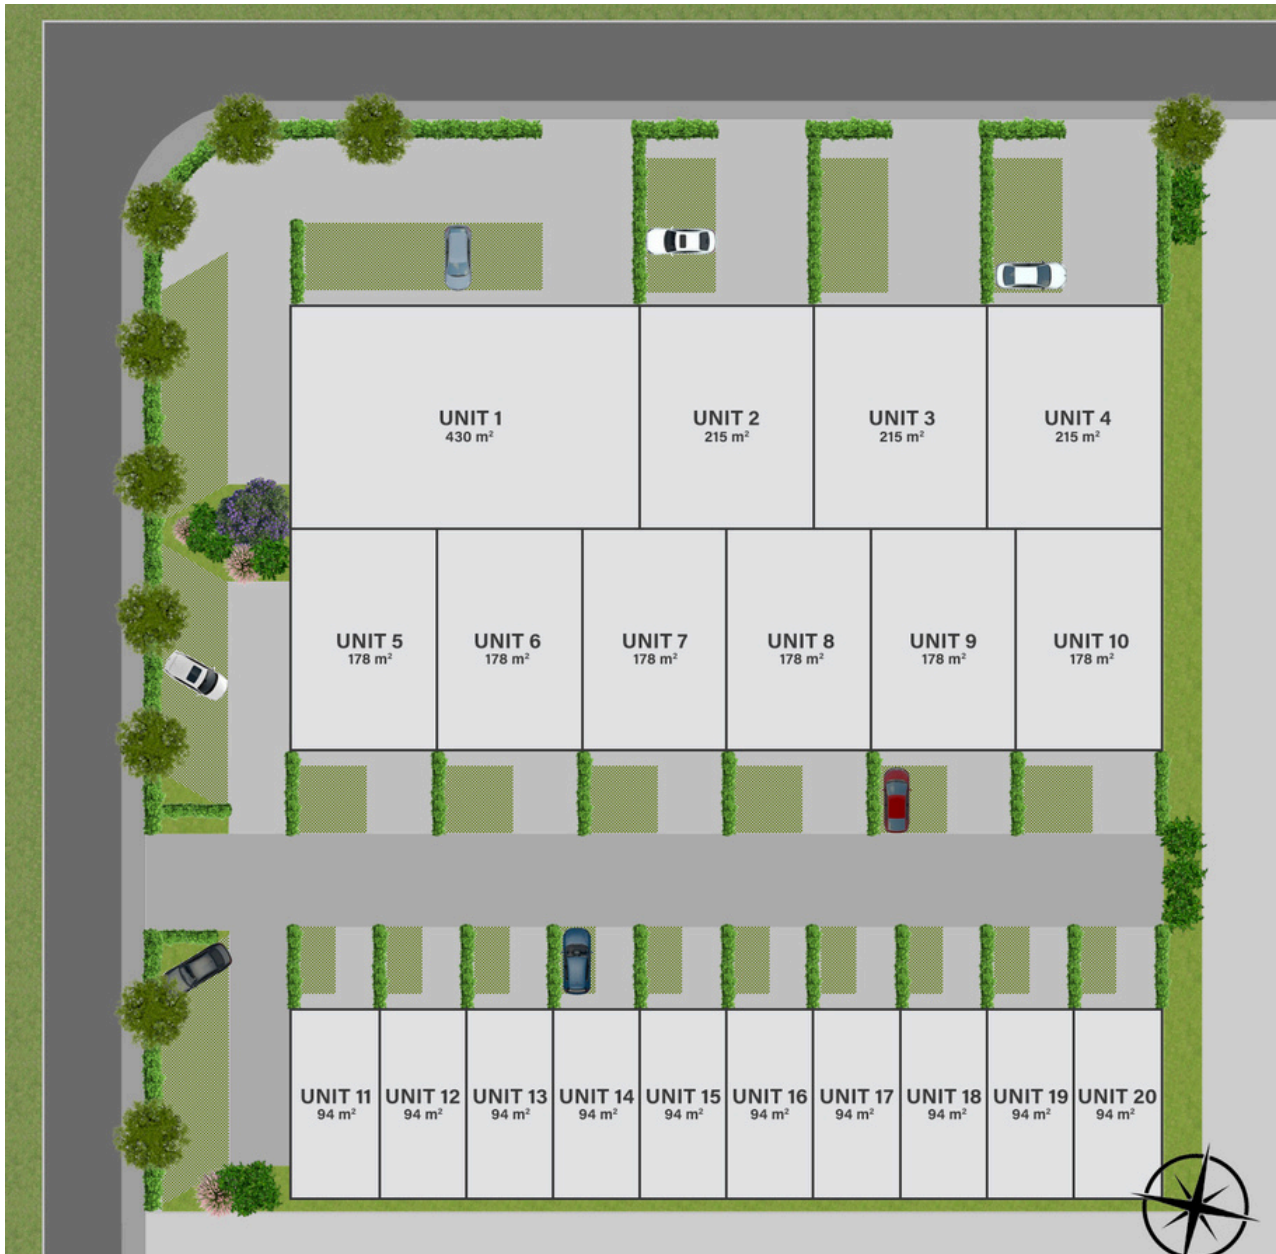 UNIT 1
430 m²
UNIT 2
215 m²
UNIT 3
215 m²
UNIT 4
215 m²
UNIT 5
178 m²
UNIT 6
178 m²
UNIT 7
178 m²
UNIT 8
178 m²
UNIT 9
178 m²
UNIT 10
178 m²
UNIT 11
94 m²
UNIT 12
94 m²
UNIT 13
94 m²
UNIT 14
94 m²
UNIT 15
94 m²
UNIT 16
94 m²
UNIT 17
94 m²
UNIT 18
94 m²
UNIT 19
94 m²
UNIT 20
94 m²